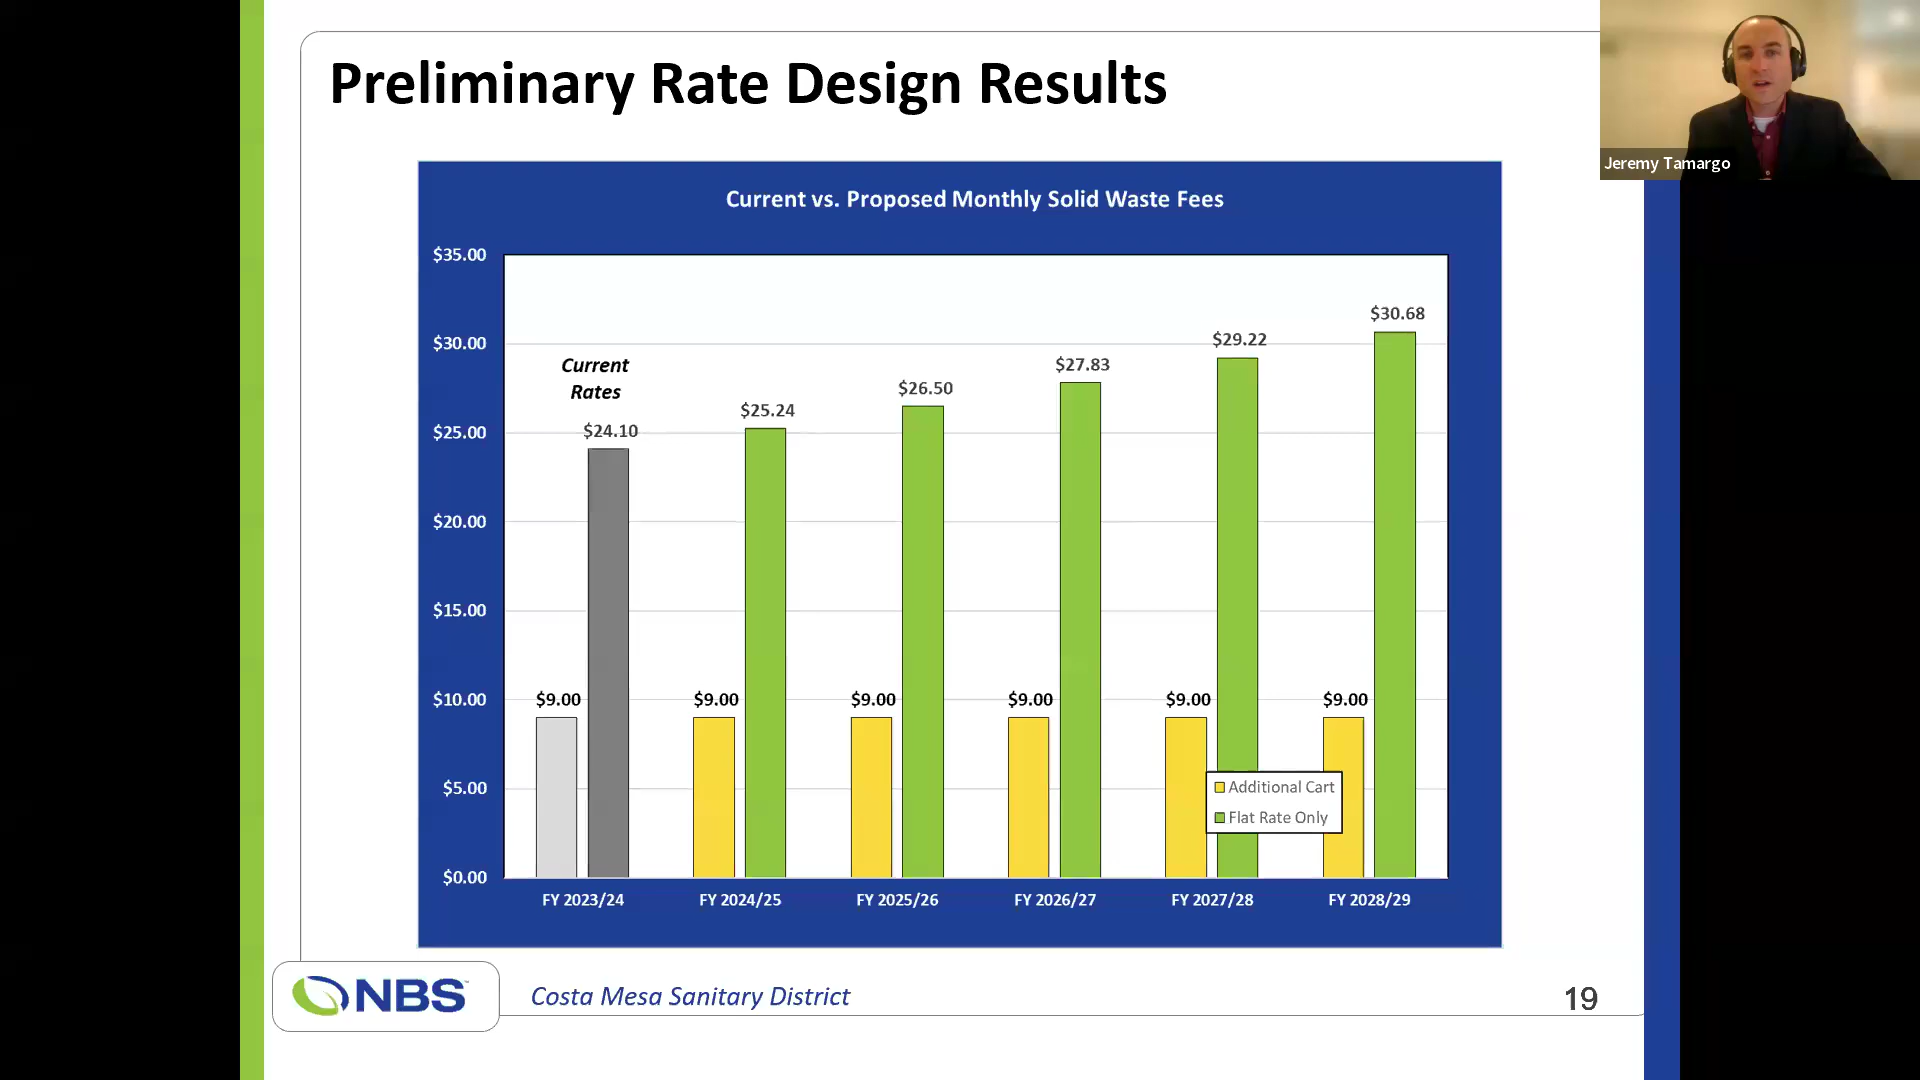 Preliminary Rate Design Results
Jeremy Tamargo
Current vs. Proposed Monthly Solid Waste Fees
$35.00
$30.00
$25.00
$20.00
$15.00
$10.00
$5.00
$0.00
Current
Rates
$24.10
$25.24
$26.50
$27.83
$29.22
$30.68
$9.00
$9.00
$9.00
$9.00
$9.00
$9.00
Additional Cart
Flat Rate Only
FY 2023/24
FY 2024/25
FY 2025/26
FY 2026/27
FY 2027/28
FY 2028/29
NBS
Costa Mesa Sanitary District
19